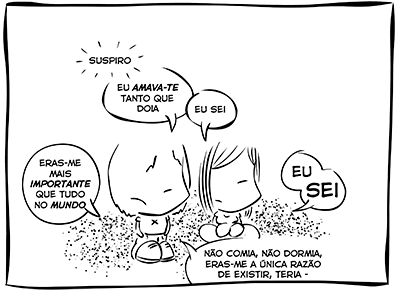 SUSPIRO
EU AMAVA-TE
TANTO QUE
DOIA
EU SEI
ERAS-ME
MAIS
IMPORTANTE
QUE TUDO
NO MUNDO
EU
SEI
NÃO COMIA, NÃO DORMIA,
ERAS-ME A ÚNICA RAZÃO
DE EXISTIR, TERIA -